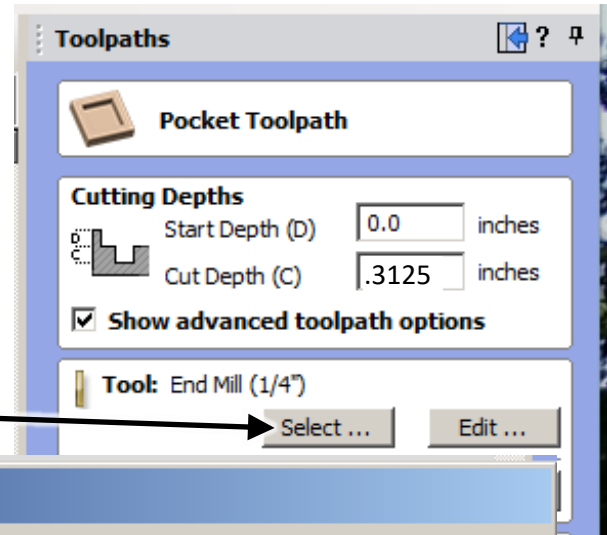 Toolpaths ?
Pocket Toolpath
Cutting Depths
Start Depth (D) 0.0 inches
Cut Depth (C) .3125 inches
Show advanced toolpath options
Tool: End Mill (1/4")
Select ... Edit ...